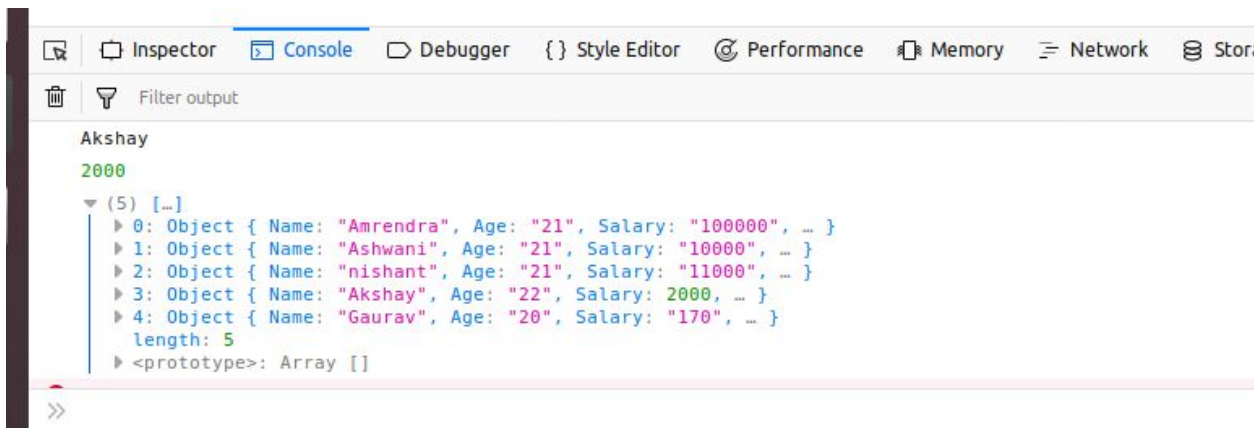 Inspector Console Debugger {} Style Editor Performance Memory Network Stora
Filter output
Akshay
2000
(5) […]
0: Object { Name: "Amrendra", Age: "21", Salary: "100000", … }
1: Object { Name: "Ashwani", Age: "21", Salary: "10000", … }
2: Object { Name: "nishant", Age: "21", Salary: "11000", … }
3: Object { Name: "Akshay", Age: "22", Salary: 2000, … }
4: Object { Name: "Gaurav", Age: "20", Salary: "170", … }
length: 5
<prototype>: Array []
»